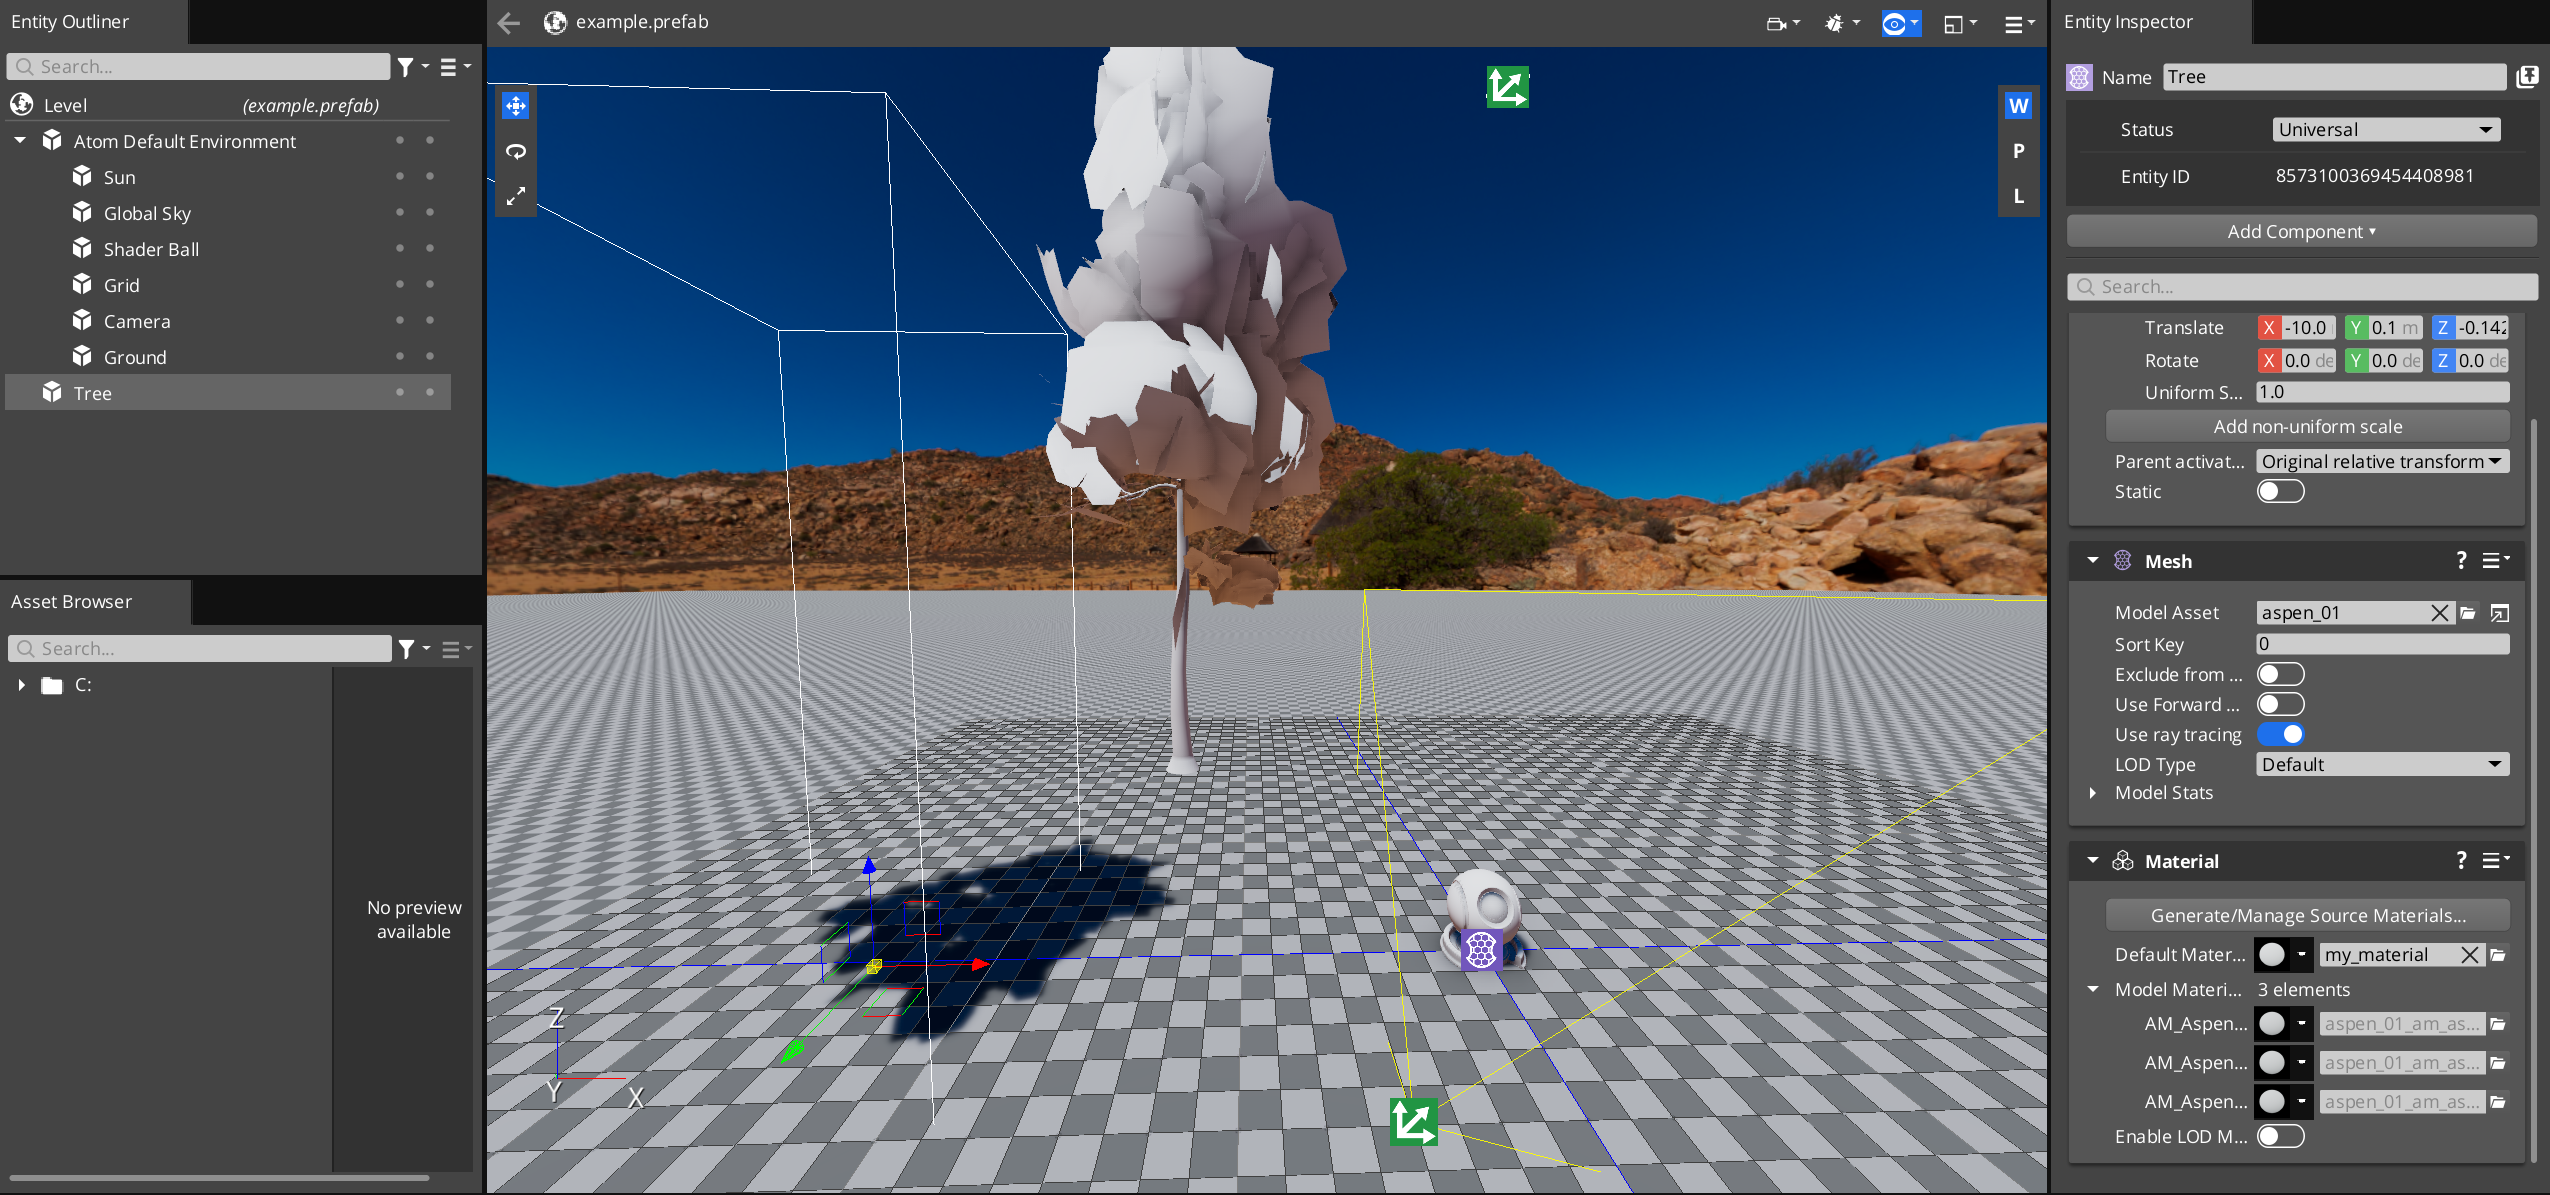 Entity Outliner
Search...
Level (example.prefab)
Atom Default Environment
Sun
Global Sky
Shader Ball
Grid
Camera
Ground
Tree
Asset Browser
Search...
C:
No preview
available
example.prefab
W
P
L
Z
Y
X
Entity Inspector
Name Tree
Status Universal
Entity ID 8573100369454408981
Add Component
Search...
Translate X -10.0 Y 0.1 m Z -0.142
Rotate X 0.0 de Y 0.0 de Z 0.0 de
Uniform S... 1.0
Add non-uniform scale
Parent activat... Original relative transform
Static
Mesh ?
Model Asset aspen_01
Sort Key 0
Exclude from ...
Use Forward ...
Use ray tracing
LOD Type Default
Model Stats
Material ?
Generate/Manage Source Materials...
Default Mater... my_material
Model Materi... 3 elements
AM_Aspen... aspen_01_am_as...
AM_Aspen... aspen_01_am_as...
AM_Aspen... aspen_01_am_as...
Enable LOD M...